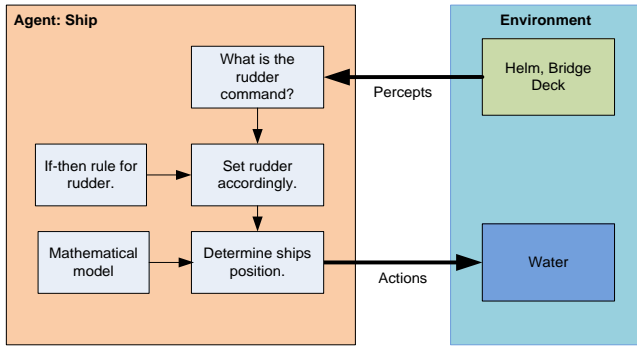 Agent: Ship
Environment
What is the
rudder
command?
Percepts
Helm, Bridge
Deck
If-then rule for
rudder.
Set rudder
accordingly.
Mathematical
model
Determine ships
position.
Actions
Water